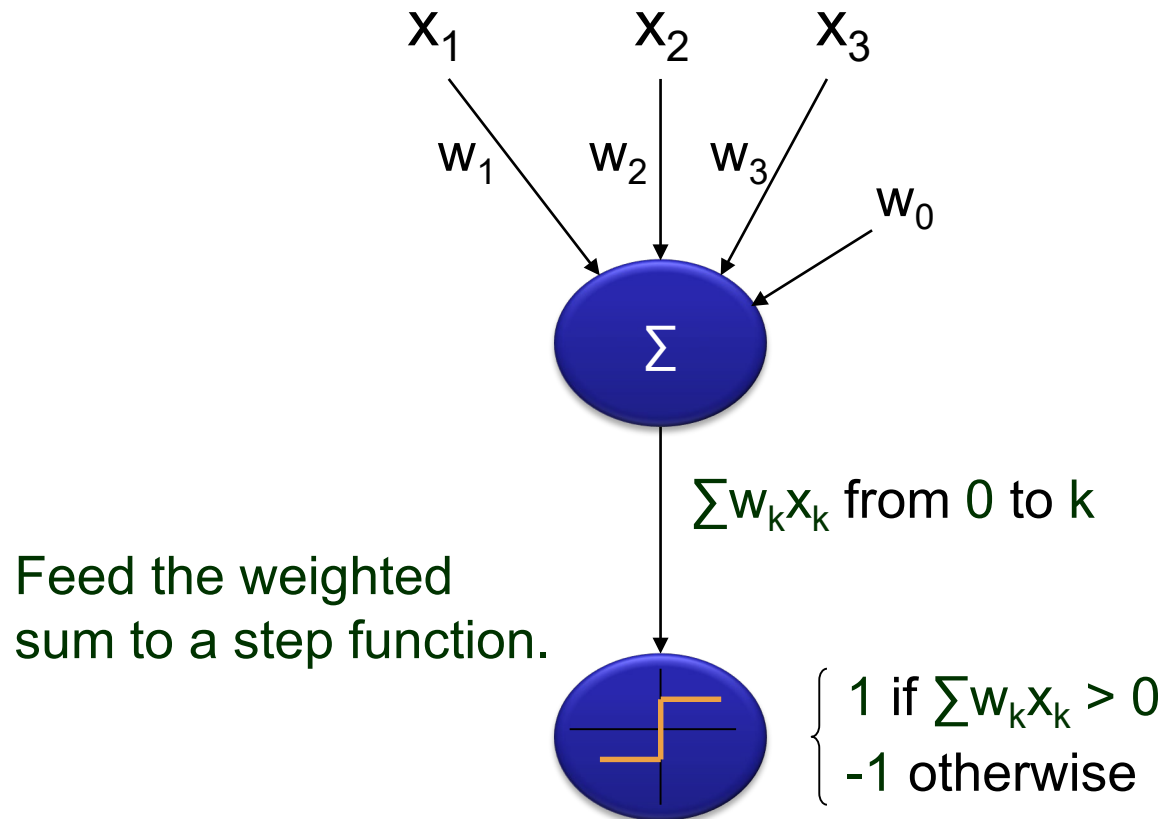 x₁ x₂ x₃
w₁ w₂ w₃
w₀
∑
∑wₖxₖ from 0 to k
Feed the weighted
sum to a step function.
1 if ∑wₖxₖ > 0
-1 otherwise